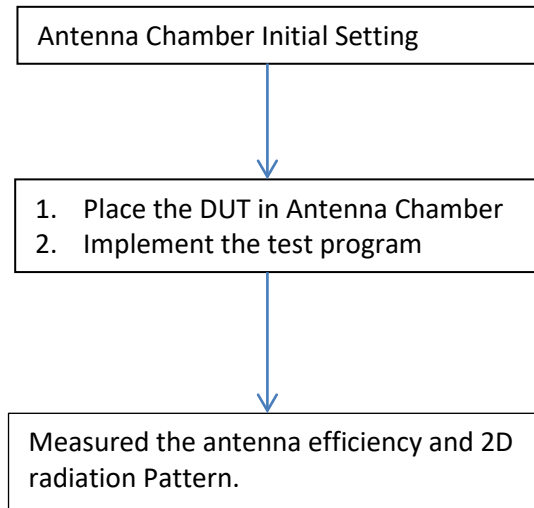 Antenna Chamber Initial Setting
1. Place the DUT in Antenna Chamber
2. Implement the test program
Measured the antenna efficiency and 2D
radiation Pattern.